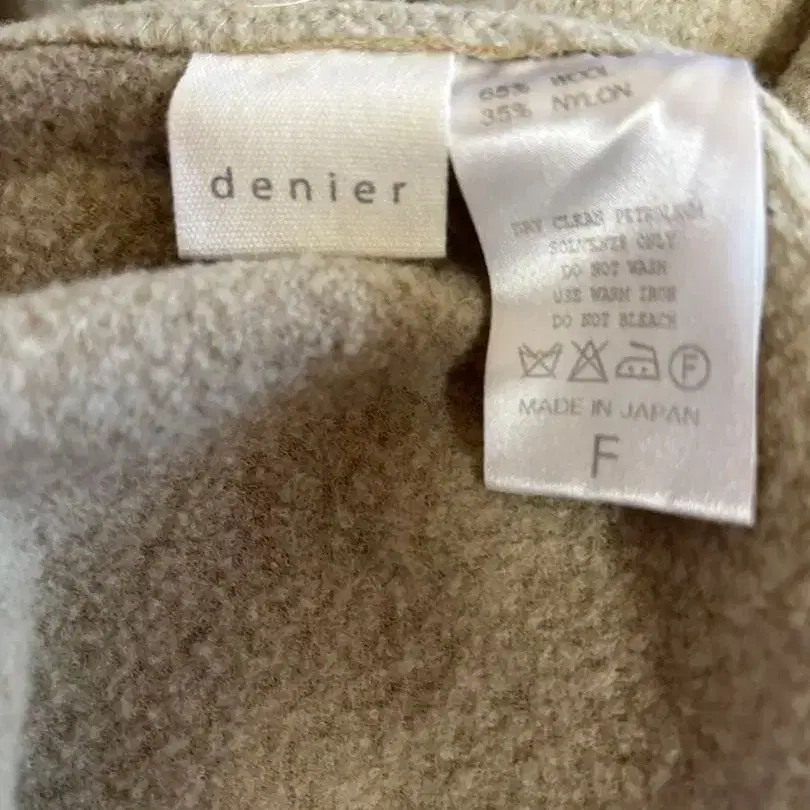 denier
65% WOOL
35% NYLON
DRY CLEAN PETROLEUM
SOLVENTS ONLY
DO NOT WASH
USE WARM IRON
DO NOT BLEACH
F
MADE IN JAPAN
F